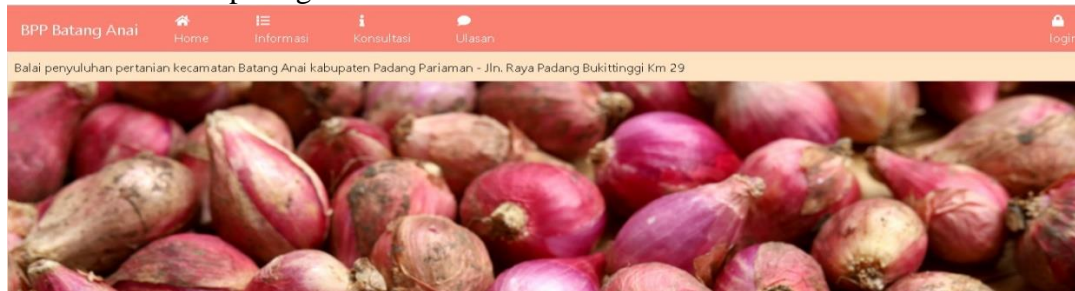 BPP Batang Anai
Home
Informasi
Konsultasi
Ulasan
login
Balai penyuluhan pertanian kecamatan Batang Anai kabupaten Padang Pariaman - Jln. Raya Padang Bukittinggi Km 29